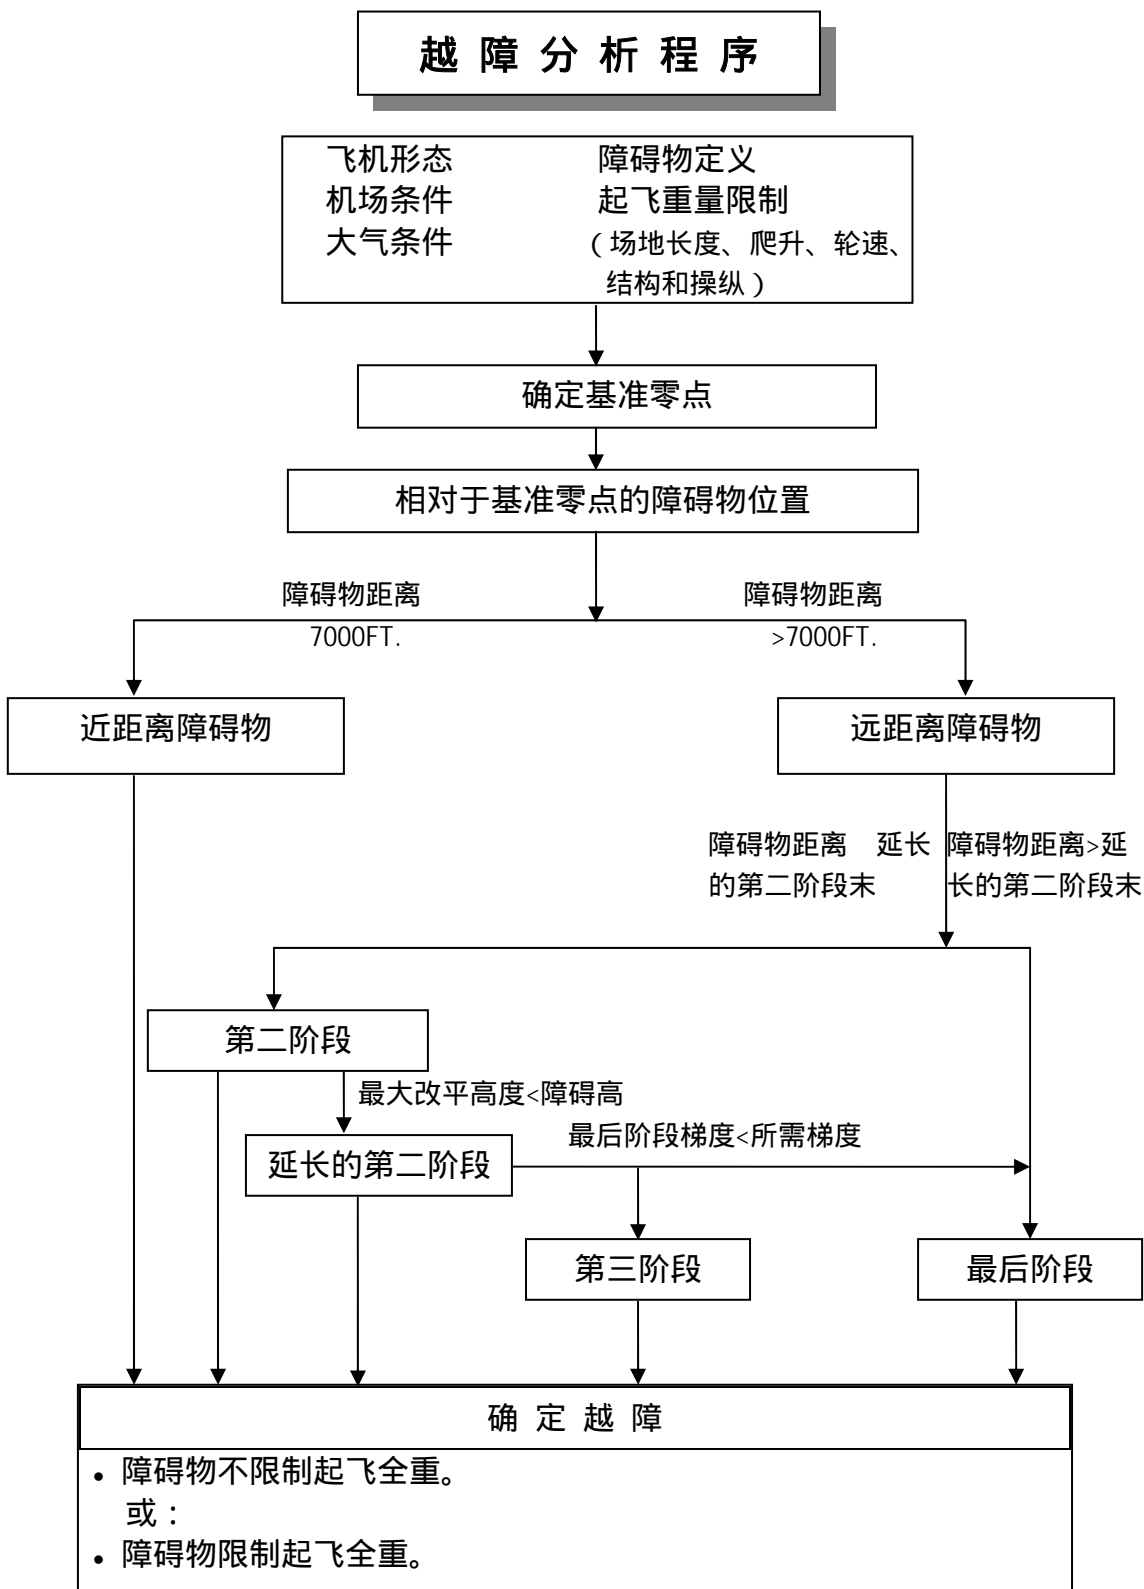 越障分析程序
飞机形态 障碍物定义
机场条件 起飞重量限制
大气条件 （场地长度、爬升、轮速、
结构和操纵）
确定基准零点
相对于基准零点的障碍物位置
障碍物距离 障碍物距离
7000FT. >7000FT.
近距离障碍物 远距离障碍物
障碍物距离 延长
的第二阶段末
障碍物距离>延
长的第二阶段末
第二阶段
最大改平高度<障碍高
最后阶段梯度<所需梯度
延长的第二阶段
第三阶段 最后阶段
确定越障
• 障碍物不限制起飞全重。
或：
• 障碍物限制起飞全重。